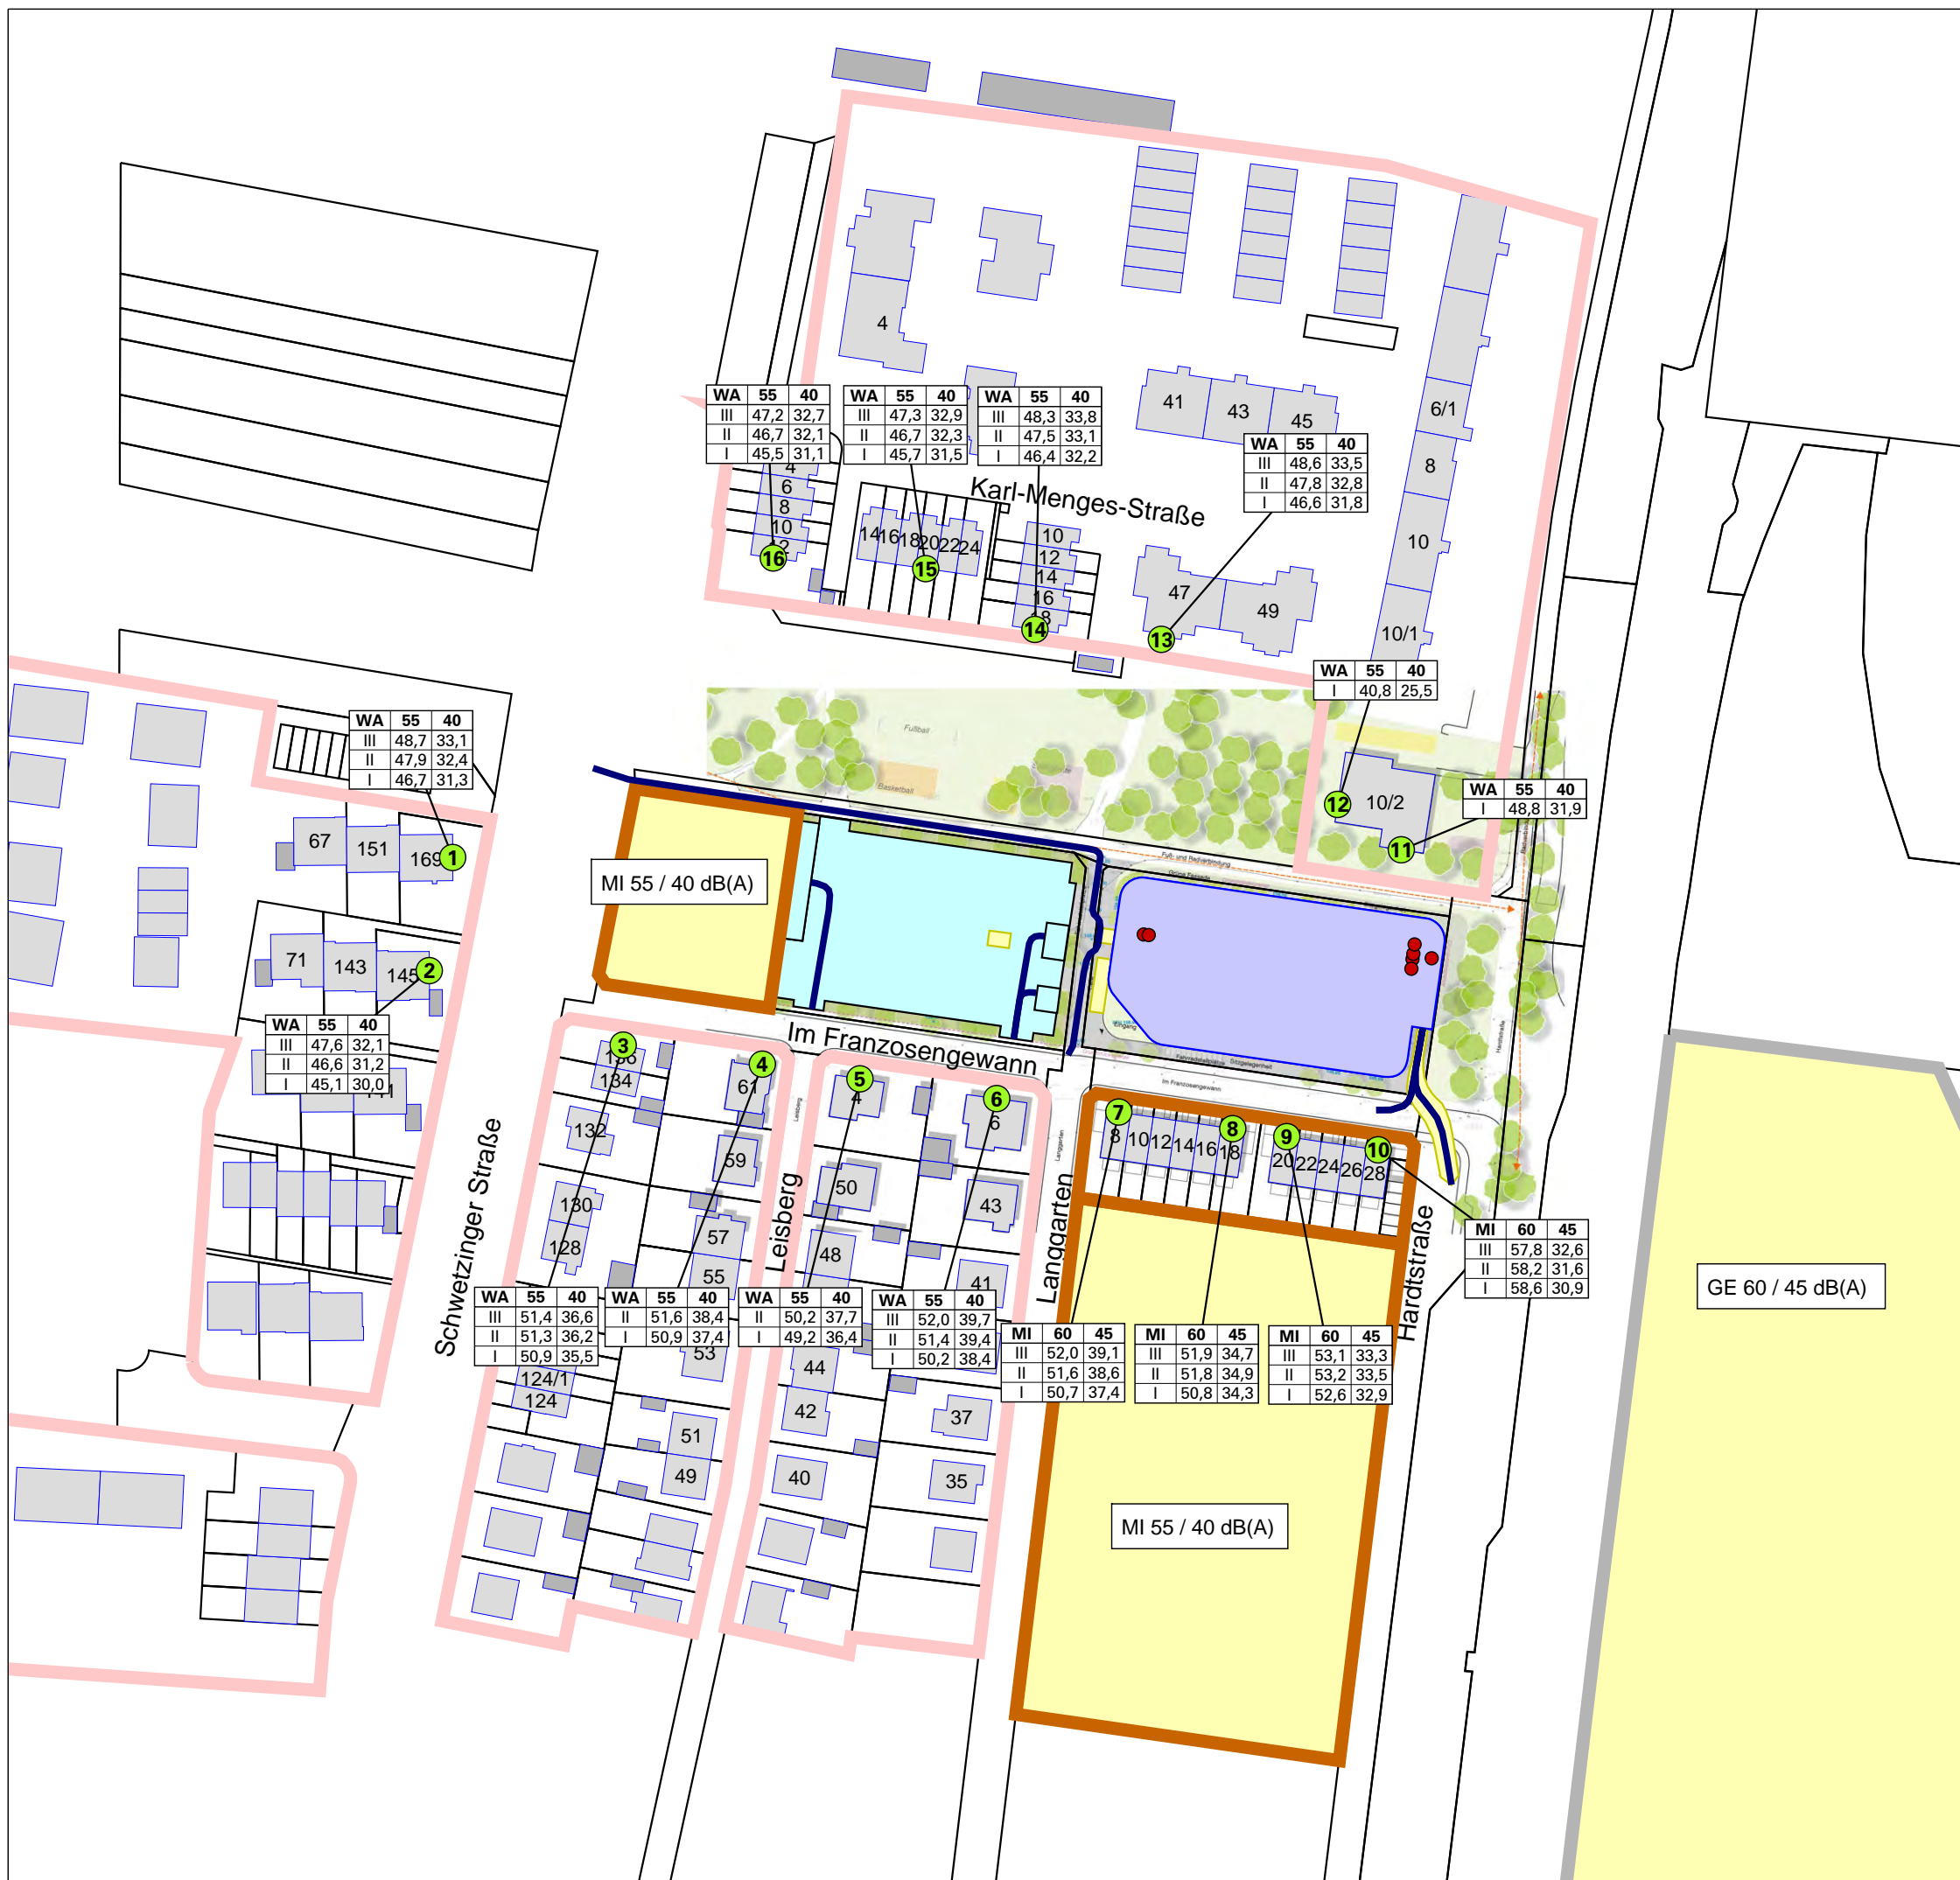 4
41
43
45
6/1
8
10
10/1
WA 55 40
III 47,2 32,7
II 46,7 32,1
I 45,5 31,1
WA 55 40
III 47,3 32,9
II 46,7 32,3
I 45,7 31,5
WA 55 40
III 48,3 33,8
II 47,5 33,1
I 46,4 32,2
WA 55 40
III 48,6 33,5
II 47,8 32,8
I 46,6 31,8
Karl-Menges-Straße
4
6
8
10
12
16
14 16 18 20 22 24
15
10
12
14
16
18
14
47
49
13
WA 55 40
I 40,8 25,5
Fußball
Basketball
10/2
12
11
WA 55 40
I 48,8 31,9
WA 55 40
III 48,7 33,1
II 47,9 32,4
I 46,7 31,3
67
151
169
1
MI 55 / 40 dB(A)
Fuß- und Radverbindung
Grüne Fassade
71
143
145
2
WA 55 40
III 47,6 32,1
II 46,6 31,2
I 45,1 30,0
Im Franzosengewann
Eingang
Fahrradstellplätze
Sitzgelegenheit
Im Franzosengewann
Hardtstraße
Schwetzinger Straße
Leisberg
Leisberg
Langgarten
Langgarten
Hardtstraße
3
134
132
130
128
124/1
124
4
61
59
57
55
53
51
49
5
4
50
48
44
42
40
6
6
43
41
37
35
7
8 10 12 14 16 18
8
9
20 22 24 26 28
10
WA 55 40
III 51,4 36,6
II 51,3 36,2
I 50,9 35,5
WA 55 40
II 51,6 38,4
I 50,9 37,4
WA 55 40
II 50,2 37,7
I 49,2 36,4
WA 55 40
III 52,0 39,7
II 51,4 39,4
I 50,2 38,4
MI 60 45
III 52,0 39,1
II 51,6 38,6
I 50,7 37,4
MI 60 45
III 51,9 34,7
II 51,8 34,9
I 50,8 34,3
MI 60 45
III 53,1 33,3
II 53,2 33,5
I 52,6 32,9
MI 60 45
III 57,8 32,6
II 58,2 31,6
I 58,6 30,9
GE 60 / 45 dB(A)
MI 55 / 40 dB(A)